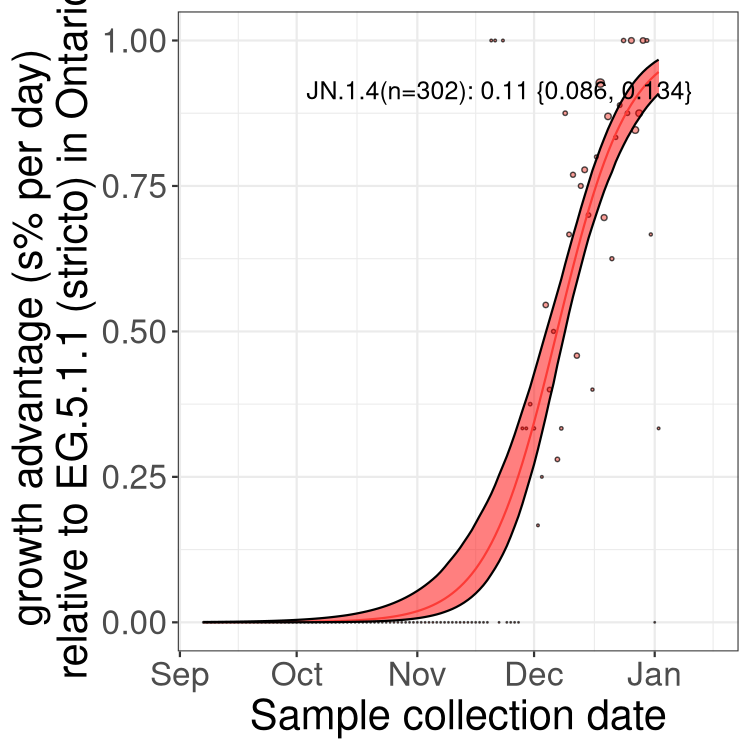 growth advantage (s% per day)
relative to EG.5.1.1 (stricto) in Ontario
1.00
0.75
0.50
0.25
0.00
JN.1.4(n=302): 0.11 {0.086, 0.134}
Sep Oct Nov Dec Jan
Sample collection date